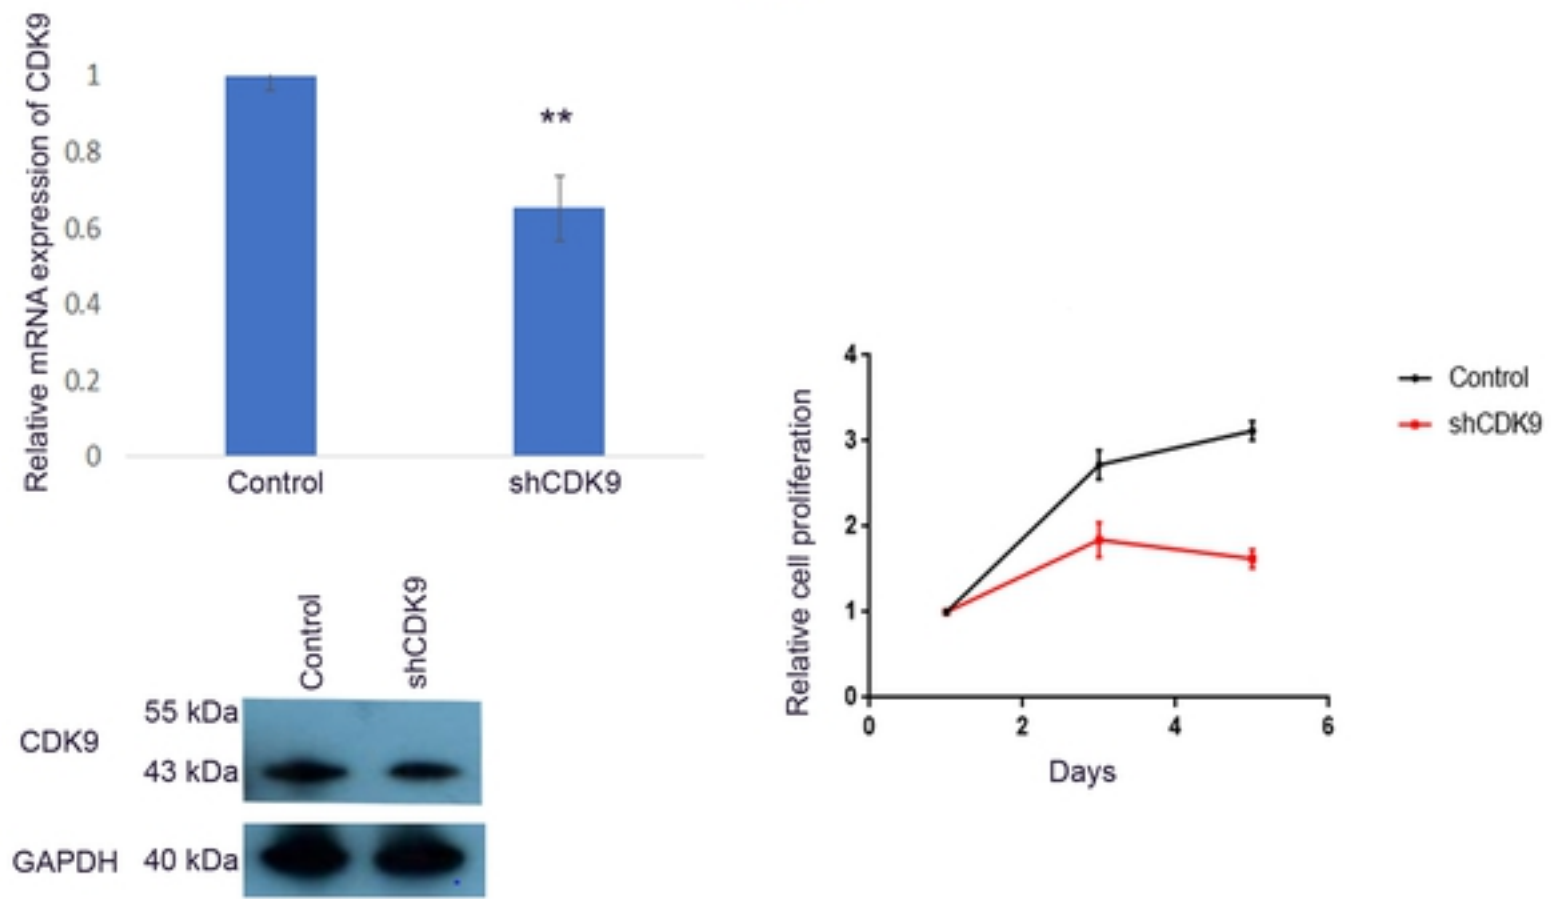 Relative mRNA expression of CDK9
1
0.8
0.6
0.4
0.2
0
**
Control shCDK9
Control
shCDK9
CDK9
55 kDa
43 kDa
GAPDH 40 kDa
Relative cell proliferation
4
3
2
1
0
0 2 4 6
Days
Control
shCDK9